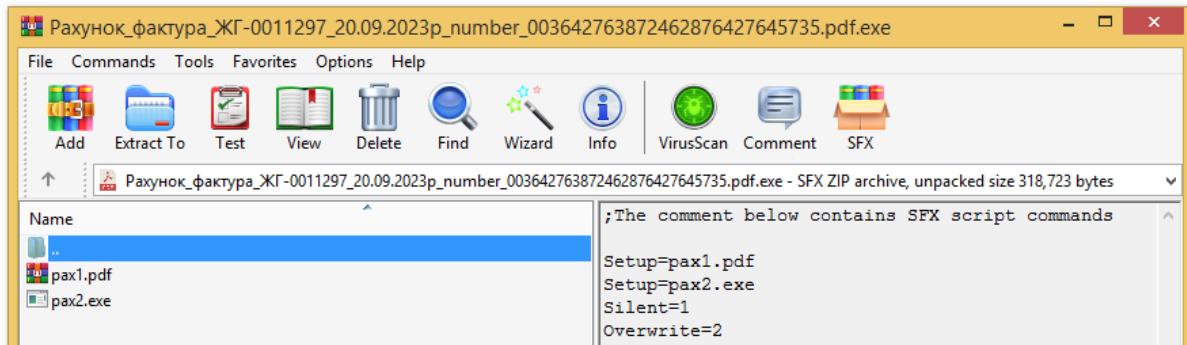 Рахунок_фактура_ЖГ-0011297_20.09.2023р_number_003642763872462876427645735.pdf.exe
File Commands Tools Favorites Options Help
Add Extract To Test View Delete Find Wizard Info VirusScan Comment SFX
Рахунок_фактура_ЖГ-0011297_20.09.2023р_number_003642763872462876427645735.pdf.exe - SFX ZIP archive, unpacked size 318,723 bytes
Name
..
pax1.pdf
pax2.exe
;The comment below contains SFX script commands
Setup=pax1.pdf
Setup=pax2.exe
Silent=1
Overwrite=2